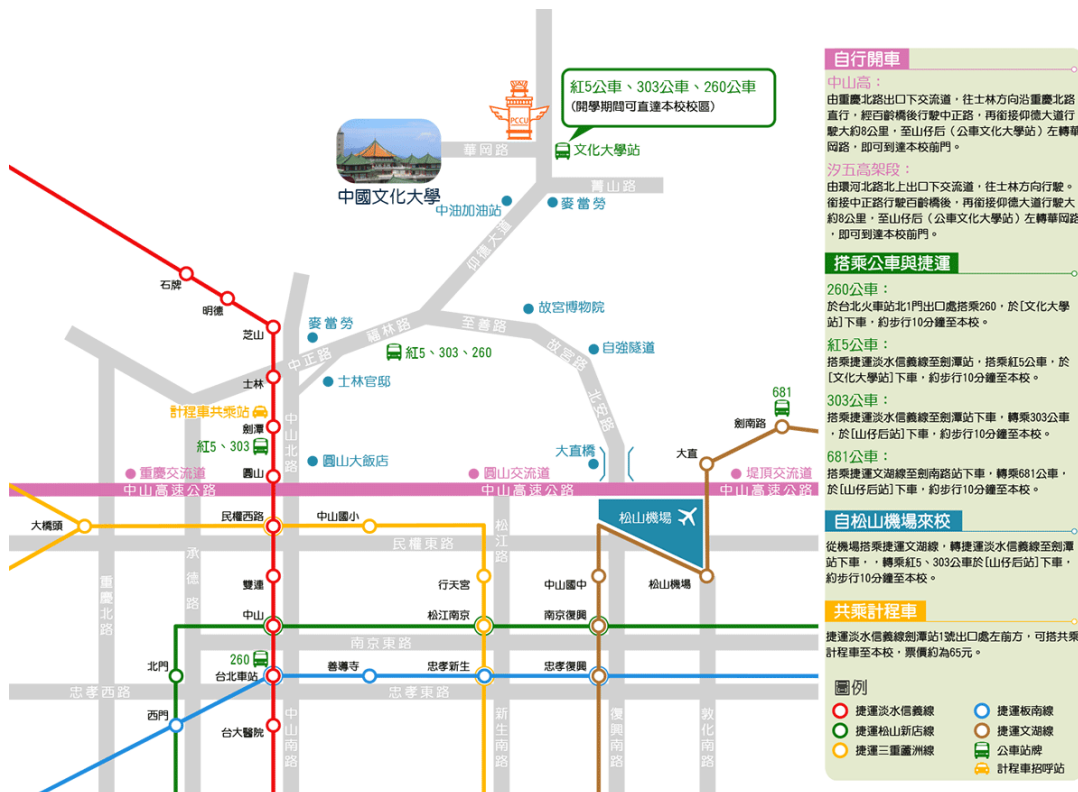 紅5公車、303公車、260公車
(開學期間可直達本校校區)
PCCU
華岡路
文化大學站
中國文化大學
菁山路
中油加油站
麥當勞
仰德大道
石牌
明德
芝山
麥當勞
福林路
中正路
至善路
故宮博物院
紅5、303、260
故宮路
自強隧道
士林
士林官邸
北安路
計程車共乘站
劍潭
紅5、303
中山北路
681
劍南路
圓山
圓山大飯店
大直橋
大直
重慶交流道
圓山交流道
堤頂交流道
中山高速公路
中山高速公路
中山高速公路
大橋頭
民權西路
中山國小
松江路
松山機場
民權東路
重慶北路
承德路
雙連
行天宮
中山國中
松山機場
中山
松江南京
南京復興
南京東路
北門
260
台北車站
善導寺
忠孝新生
忠孝復興
忠孝西路
忠孝東路
西門
台大醫院
中山南路
新生南路
復興南路
敦化南路
自行開車
中山高：
由重慶北路出口下交流道，往士林方向沿重慶北路
直行，經百齡橋後行駛中正路，再銜接仰德大道行
駛大約8公里，至山仔后（公車文化大學站）左轉華
岡路，即可到達本校前門。
汐五高架段：
由環河北路北上出口下交流道，往士林方向行駛。
銜接中正路行駛百齡橋後，再銜接仰德大道行駛大
約8公里，至山仔后（公車文化大學站）左轉華岡路
，即可到達本校前門。
搭乘公車與捷運
260公車：
於台北火車站北1門出口處搭乘260，於[文化大學
站]下車，約步行10分鐘至本校。
紅5公車：
搭乘捷運淡水信義線至劍潭站，搭乘紅5公車，於
[文化大學站]下車，約步行10分鐘至本校。
303公車：
搭乘捷運淡水信義線至劍潭站下車，轉乘303公車
，於[山仔后站]下車，約步行10分鐘至本校。
681公車：
搭乘捷運文湖線至劍南路站下車，轉乘681公車，
於[山仔后站]下車，約步行10分鐘至本校。
自松山機場來校
從機場搭乘捷運文湖線，轉捷運淡水信義線至劍潭
站下車，，轉乘紅5、303公車於[山仔后站]下車，
約步行10分鐘至本校。
共乘計程車
捷運淡水信義線劍潭站1號出口處左前方，可搭共乘
計程車至本校，票價約為65元。
圖例
捷運淡水信義線
捷運板南線
捷運松山新店線
捷運文湖線
捷運三重蘆洲線
公車站牌
計程車招呼站